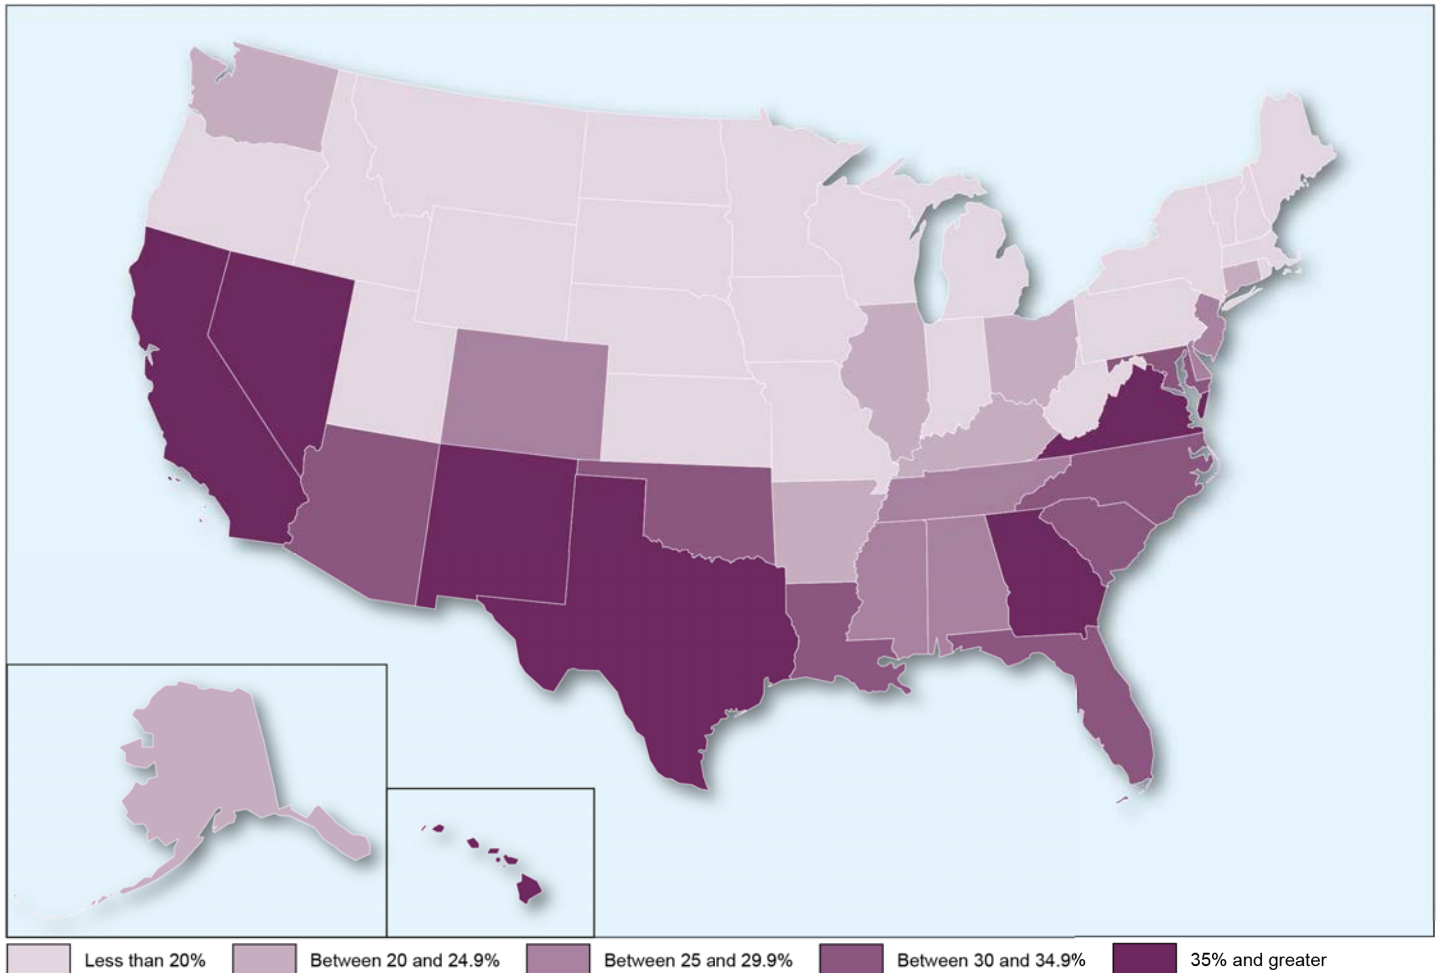 Less than 20%
Between 20 and 24.9%
Between 25 and 29.9%
Between 30 and 34.9%
35% and greater